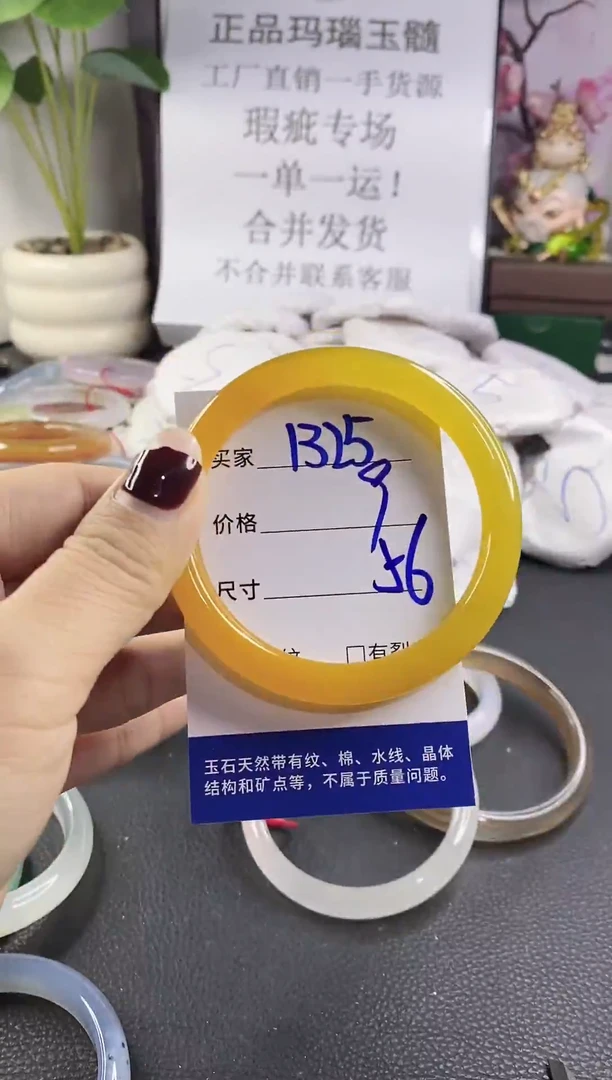 正品玛瑙玉髓
工厂直销一手货源
瑕疵专场
一单一运!
合并发货
不合并联系客服
买家 1325
价格
尺寸 56
纹 □有裂
玉石天然带有纹、棉、水线、晶体
结构和矿点等，不属于质量问题。